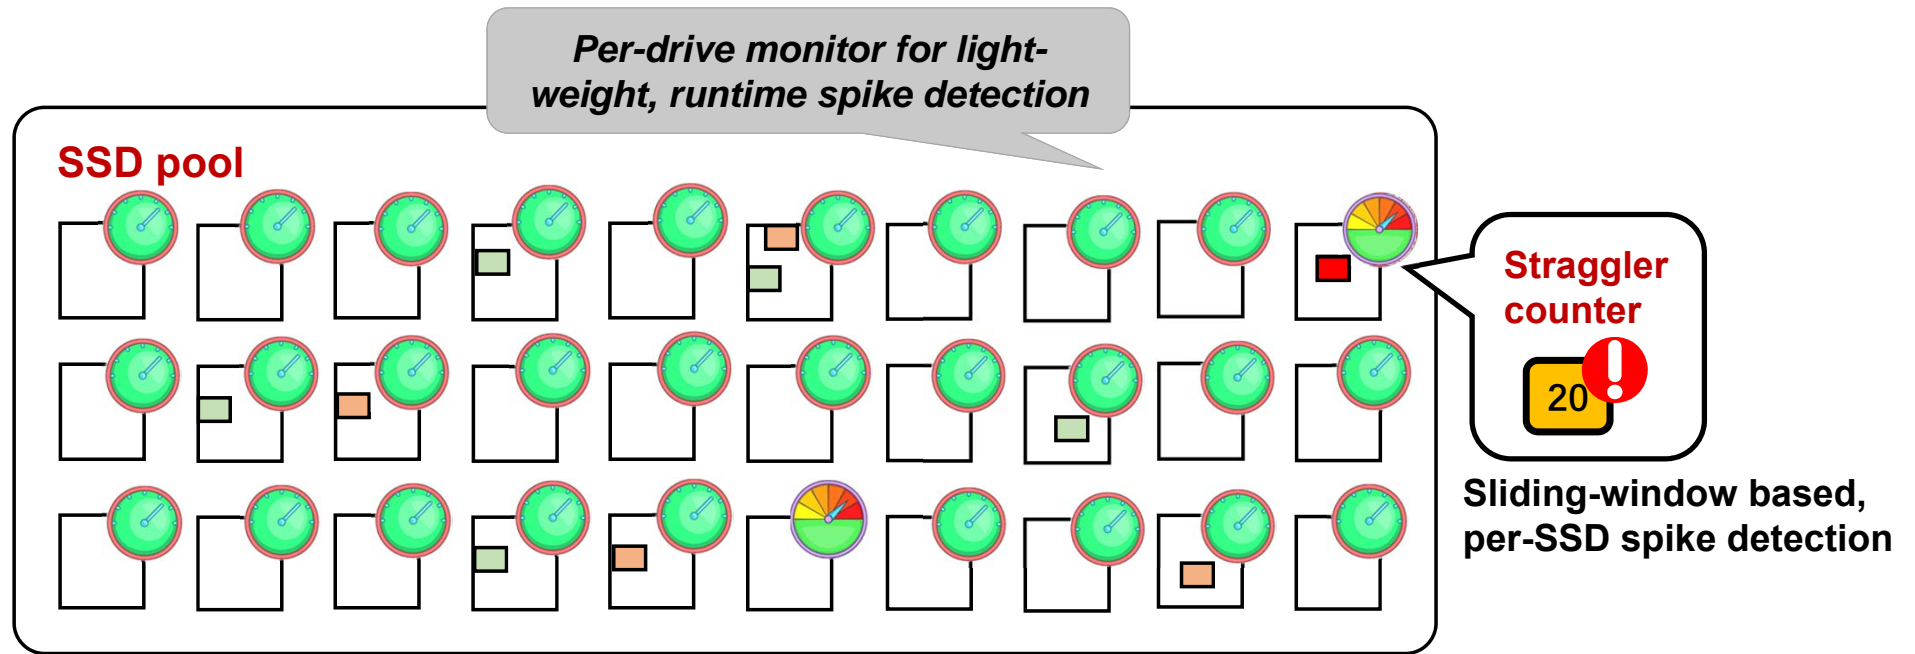 Per-drive monitor for light-
weight, runtime spike detection
SSD pool
Straggler
counter
20
Sliding-window based,
per-SSD spike detection